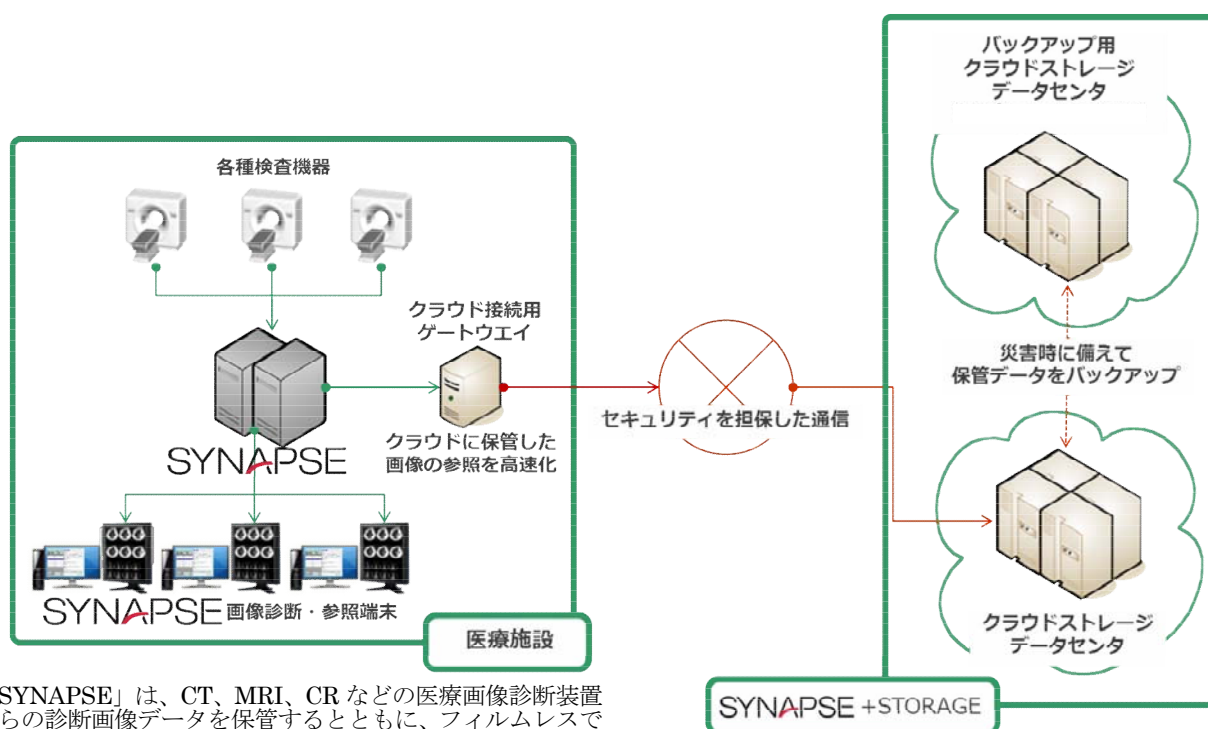 各種検査機器
クラウド接続用
ゲートウエイ
SYNAPSE
クラウドに保管した
画像の参照を高速化
SYNAPSE 画像診断・参照端末
医療施設
セキュリティを担保した通信
バックアップ用
クラウドストレージ
データセンタ
災害時に備えて
保管データをバックアップ
クラウドストレージ
データセンタ
SYNAPSE +STORAGE
SYNAPSE」は、CT、MRI、CR などの医療画像診断装置
らの診断画像データを保管するとともに、フィルムレスで